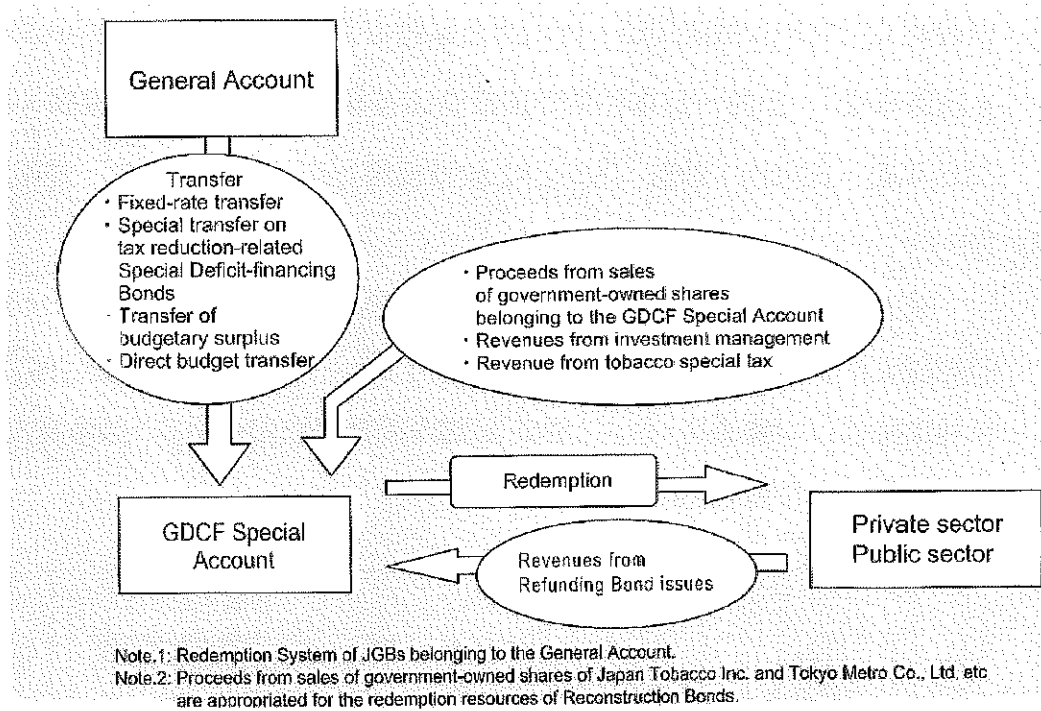 General Account
Transfer
・Fixed-rate transfer
・Special transfer on
tax reduction-related
Special Deficit-financing
Bonds
・Transfer of
budgetary surplus
・Direct budget transfer
・Proceeds from sales
of government-owned shares
belonging to the GDCF Special Account
・Revenues from investment management
・Revenue from tobacco special tax
Redemption
GDCF Special
Account
Private sector
Public sector
Revenues from
Refunding Bond issues
Note.1: Redemption System of JGBs belonging to the General Account.
Note.2: Proceeds from sales of government-owned shares of Japan Tobacco Inc. and Tokyo Metro Co., Ltd. etc
are appropriated for the redemption resources of Reconstruction Bonds.